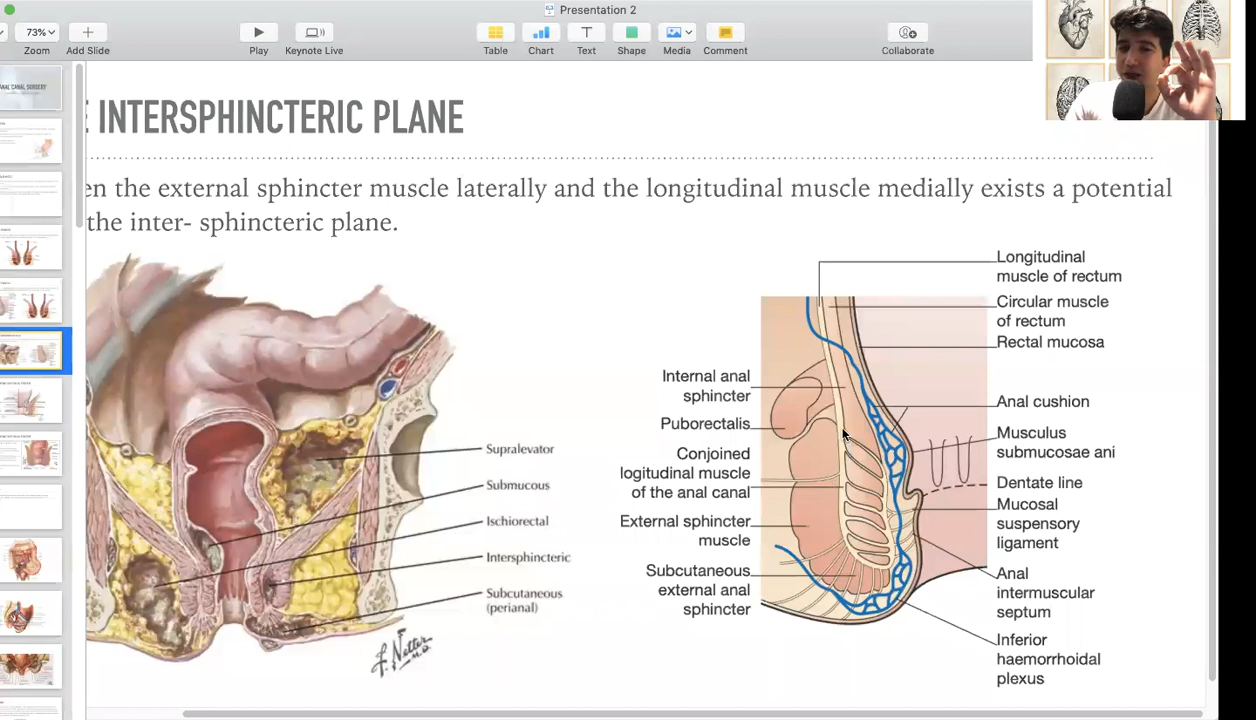 Presentation 2
73%
Zoom
Add Slide
Play
Keynote Live
Table
Chart
Text
Shape
Media
Comment
Collaborate
INTERSPHINCTERIC PLANE
en the external sphincter muscle laterally and the longitudinal muscle medially exists a potential
the inter- sphincteric plane.
Supralevator
Submucous
Ischiorectal
Intersphincteric
Subcutaneous
(perianal)
F. Netter
M.D.
Internal anal
sphincter
Puborectalis
Conjoined
logitudinal muscle
of the anal canal
External sphincter
muscle
Subcutaneous
external anal
sphincter
Longitudinal
muscle of rectum
Circular muscle
of rectum
Rectal mucosa
Anal cushion
Musculus
submucosae ani
Dentate line
Mucosal
suspensory
ligament
Anal
intermuscular
septum
Inferior
haemorrhoidal
plexus
ANAL CANAL SURGERY